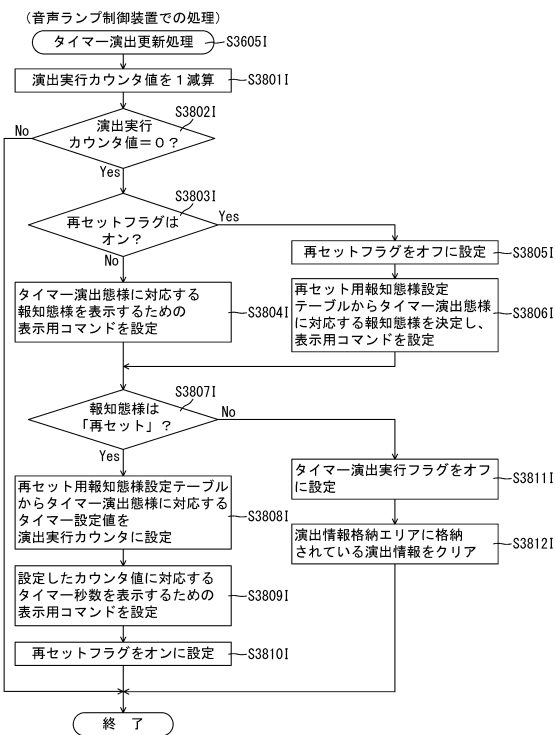 (音声ランプ制御装置での処理)
タイマー演出更新処理
S3605I
演出実行カウンタ値を1減算
S3801I
S3802I
演出実行
カウンタ値=0?
No
Yes
S3803I
再セットフラグは
オン?
Yes
No
再セットフラグをオフに設定
S3805I
タイマー演出態様に対応する
報知態様を表示するための
表示用コマンドを設定
S3804I
再セット用報知態様設定
テーブルからタイマー演出態様
に対応する報知態様を決定し、
表示用コマンドを設定
S3806I
S3807I
報知態様は
「再セット」?
No
Yes
タイマー演出実行フラグをオフ
に設定
S3811I
再セット用報知態様設定テーブル
からタイマー演出態様に対応する
タイマー設定値を
演出実行カウンタに設定
S3808I
演出情報格納エリアに格納
されている演出情報をクリア
S3812I
設定したカウンタ値に対応する
タイマー秒数を表示するための
表示用コマンドを設定
S3809I
再セットフラグをオンに設定
S3810I
終 了